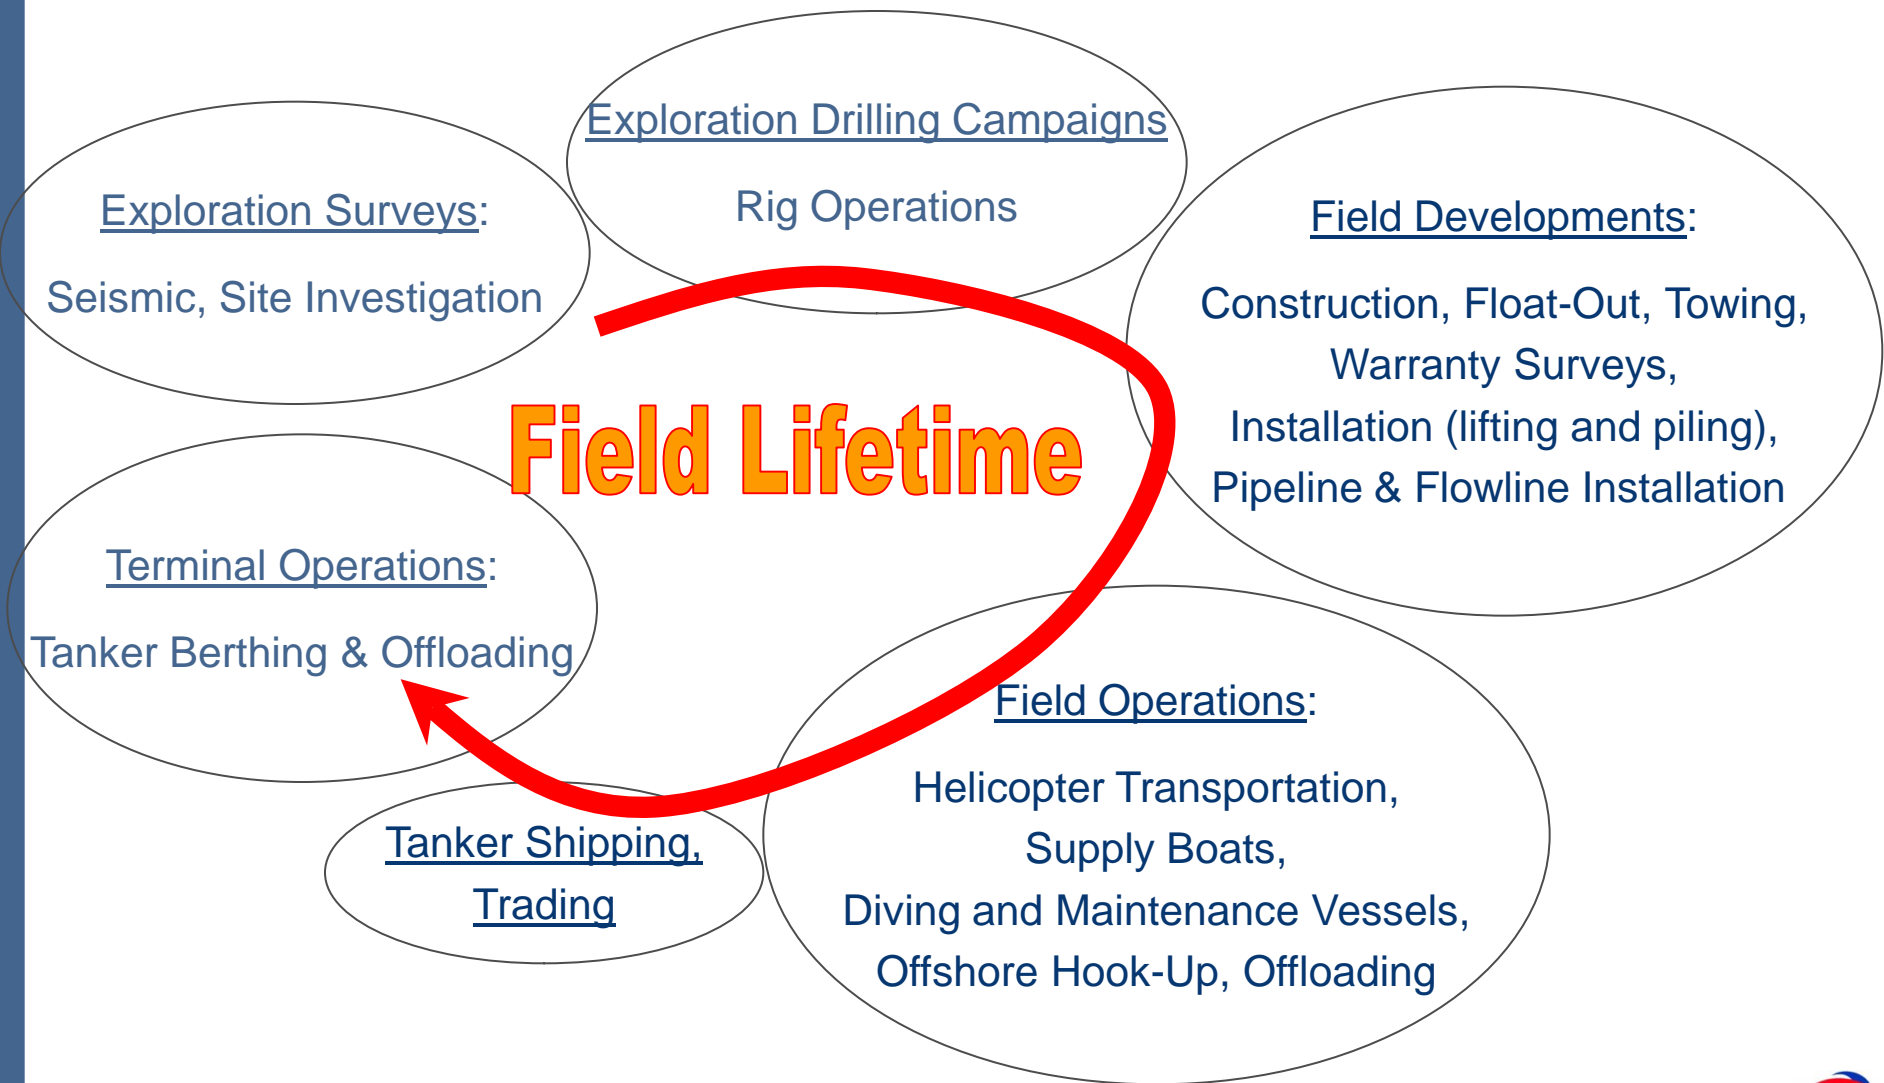 Exploration Drilling Campaigns
Rig Operations
Exploration Surveys:
Seismic, Site Investigation
Field Developments:
Construction, Float-Out, Towing,
Warranty Surveys,
Installation (lifting and piling),
Pipeline & Flowline Installation
Field Lifetime
Terminal Operations:
Tanker Berthing & Offloading
Field Operations:
Helicopter Transportation,
Supply Boats,
Diving and Maintenance Vessels,
Offshore Hook-Up, Offloading
Tanker Shipping,
Trading